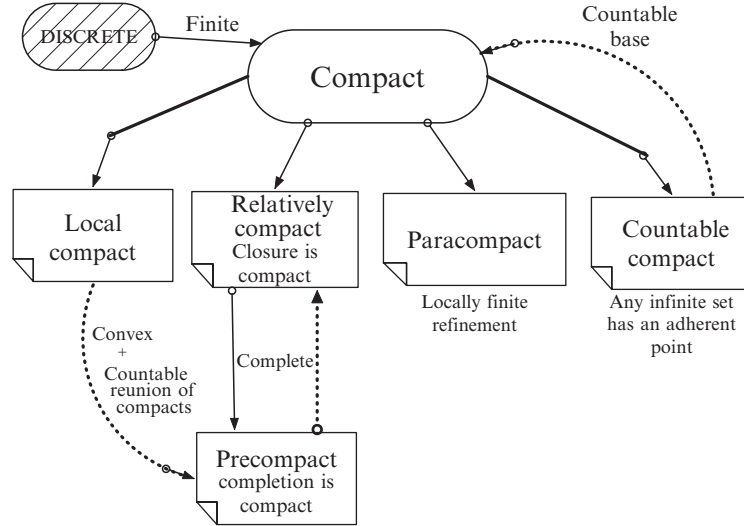 DISCRETE
Finite
Countable
base
Compact
Local
compact
Relatively
compact
Closure is
compact
Paracompact
Locally finite
refinement
Countable
compact
Any infinite set
has an adherent
point
Convex
+
Countable
reunion of
compacts
Complete
Precompact
completion is
compact